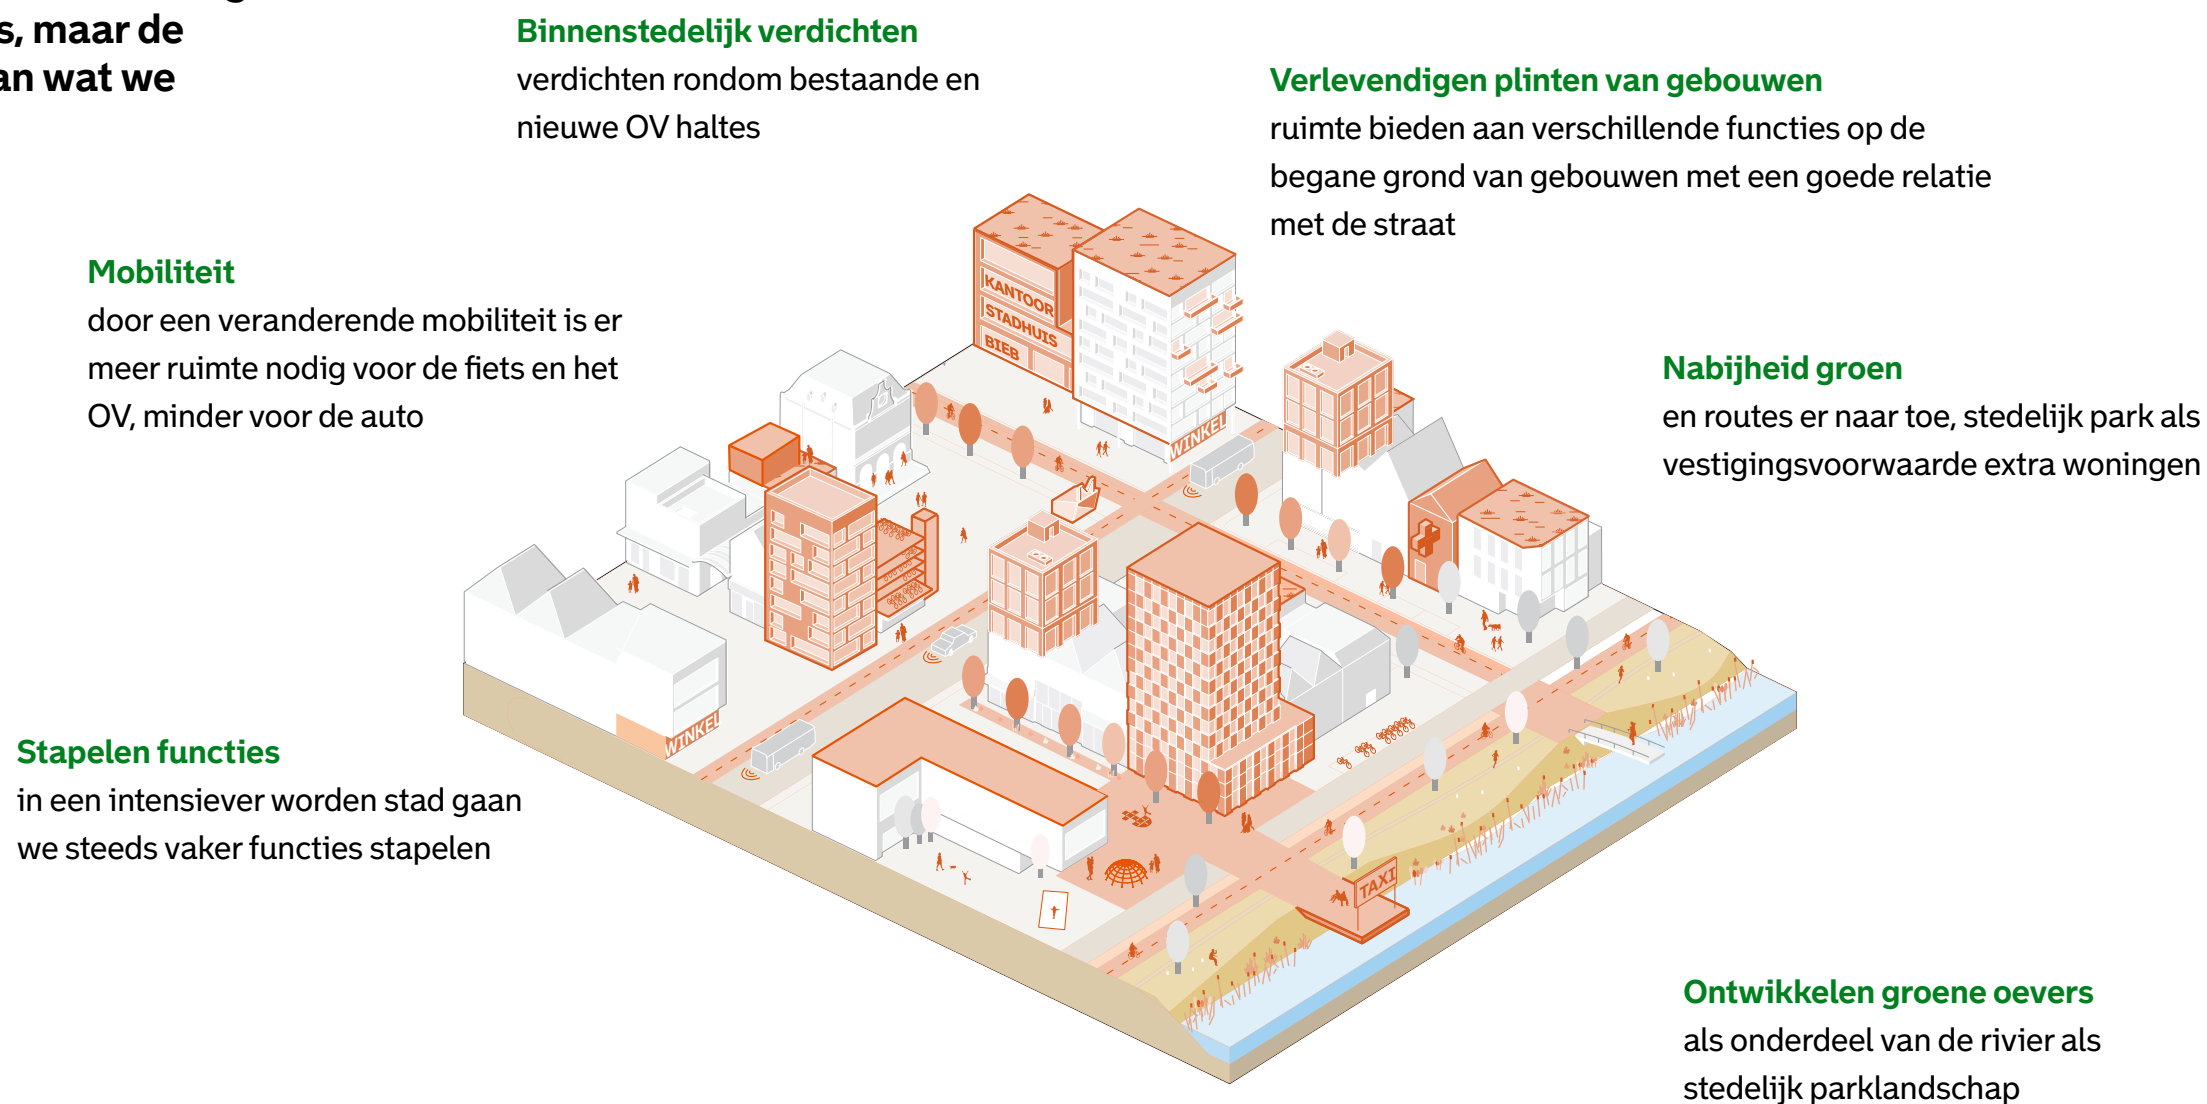 s, maar de
an wat we
Binnenstedelijk verdichten
verdichten rondom bestaande en
nieuwe OV haltes
Verlevendigen plinten van gebouwen
ruimte bieden aan verschillende functies op de
begane grond van gebouwen met een goede relatie
met de straat
Mobiliteit
door een veranderende mobiliteit is er
meer ruimte nodig voor de fiets en het
OV, minder voor de auto
KANTOOR
STADHUIS
BIEB
WINKEL
Nabijheid groen
en routes er naar toe, stedelijk park als
vestigingsvoorwaarde extra woningen
WINKEL
Stapelen functies
in een intensiever worden stad gaan
we steeds vaker functies stapelen
TAXI
Ontwikkelen groene oevers
als onderdeel van de rivier als
stedelijk parklandschap